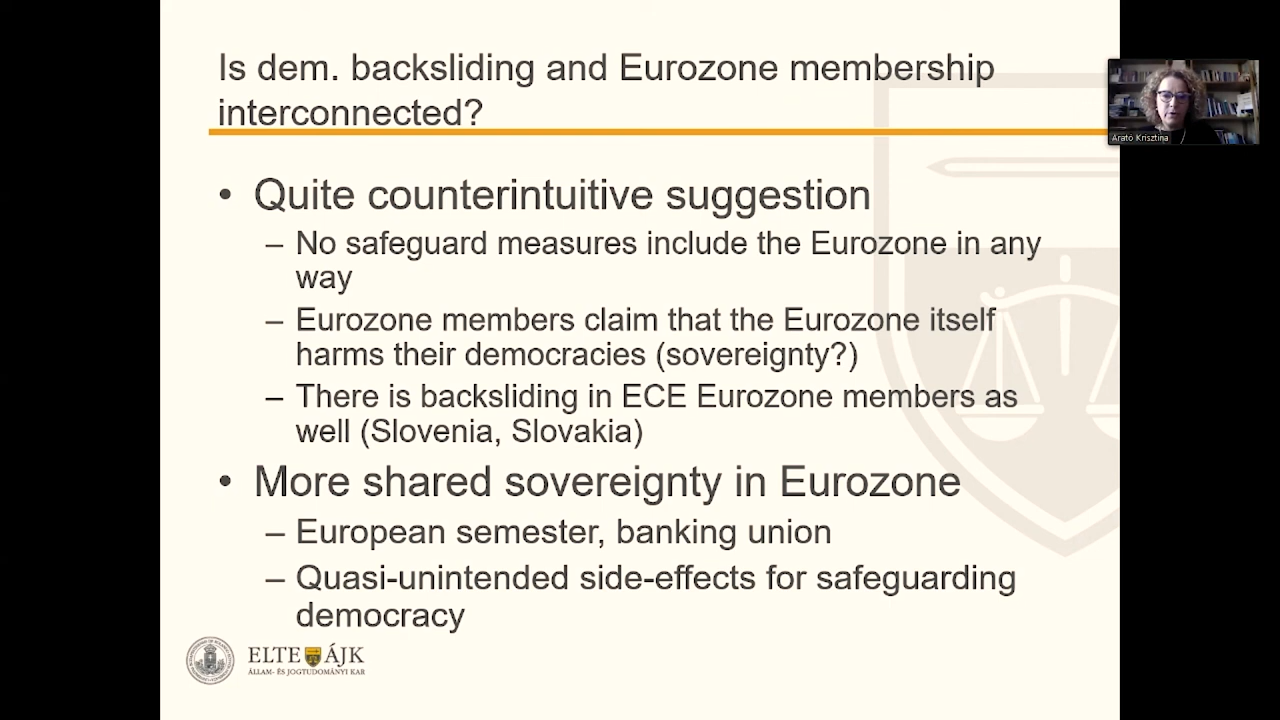 Is dem. backsliding and Eurozone membership
interconnected?
• Quite counterintuitive suggestion
– No safeguard measures include the Eurozone in any
way
– Eurozone members claim that the Eurozone itself
harms their democracies (sovereignty?)
– There is backsliding in ECE Eurozone members as
well (Slovenia, Slovakia)
• More shared sovereignty in Eurozone
– European semester, banking union
– Quasi-unintended side-effects for safeguarding
democracy
ELTE ÁJK
ÁLLAM- ÉS JOGTUDOMÁNYI KAR
Arató Krisztina